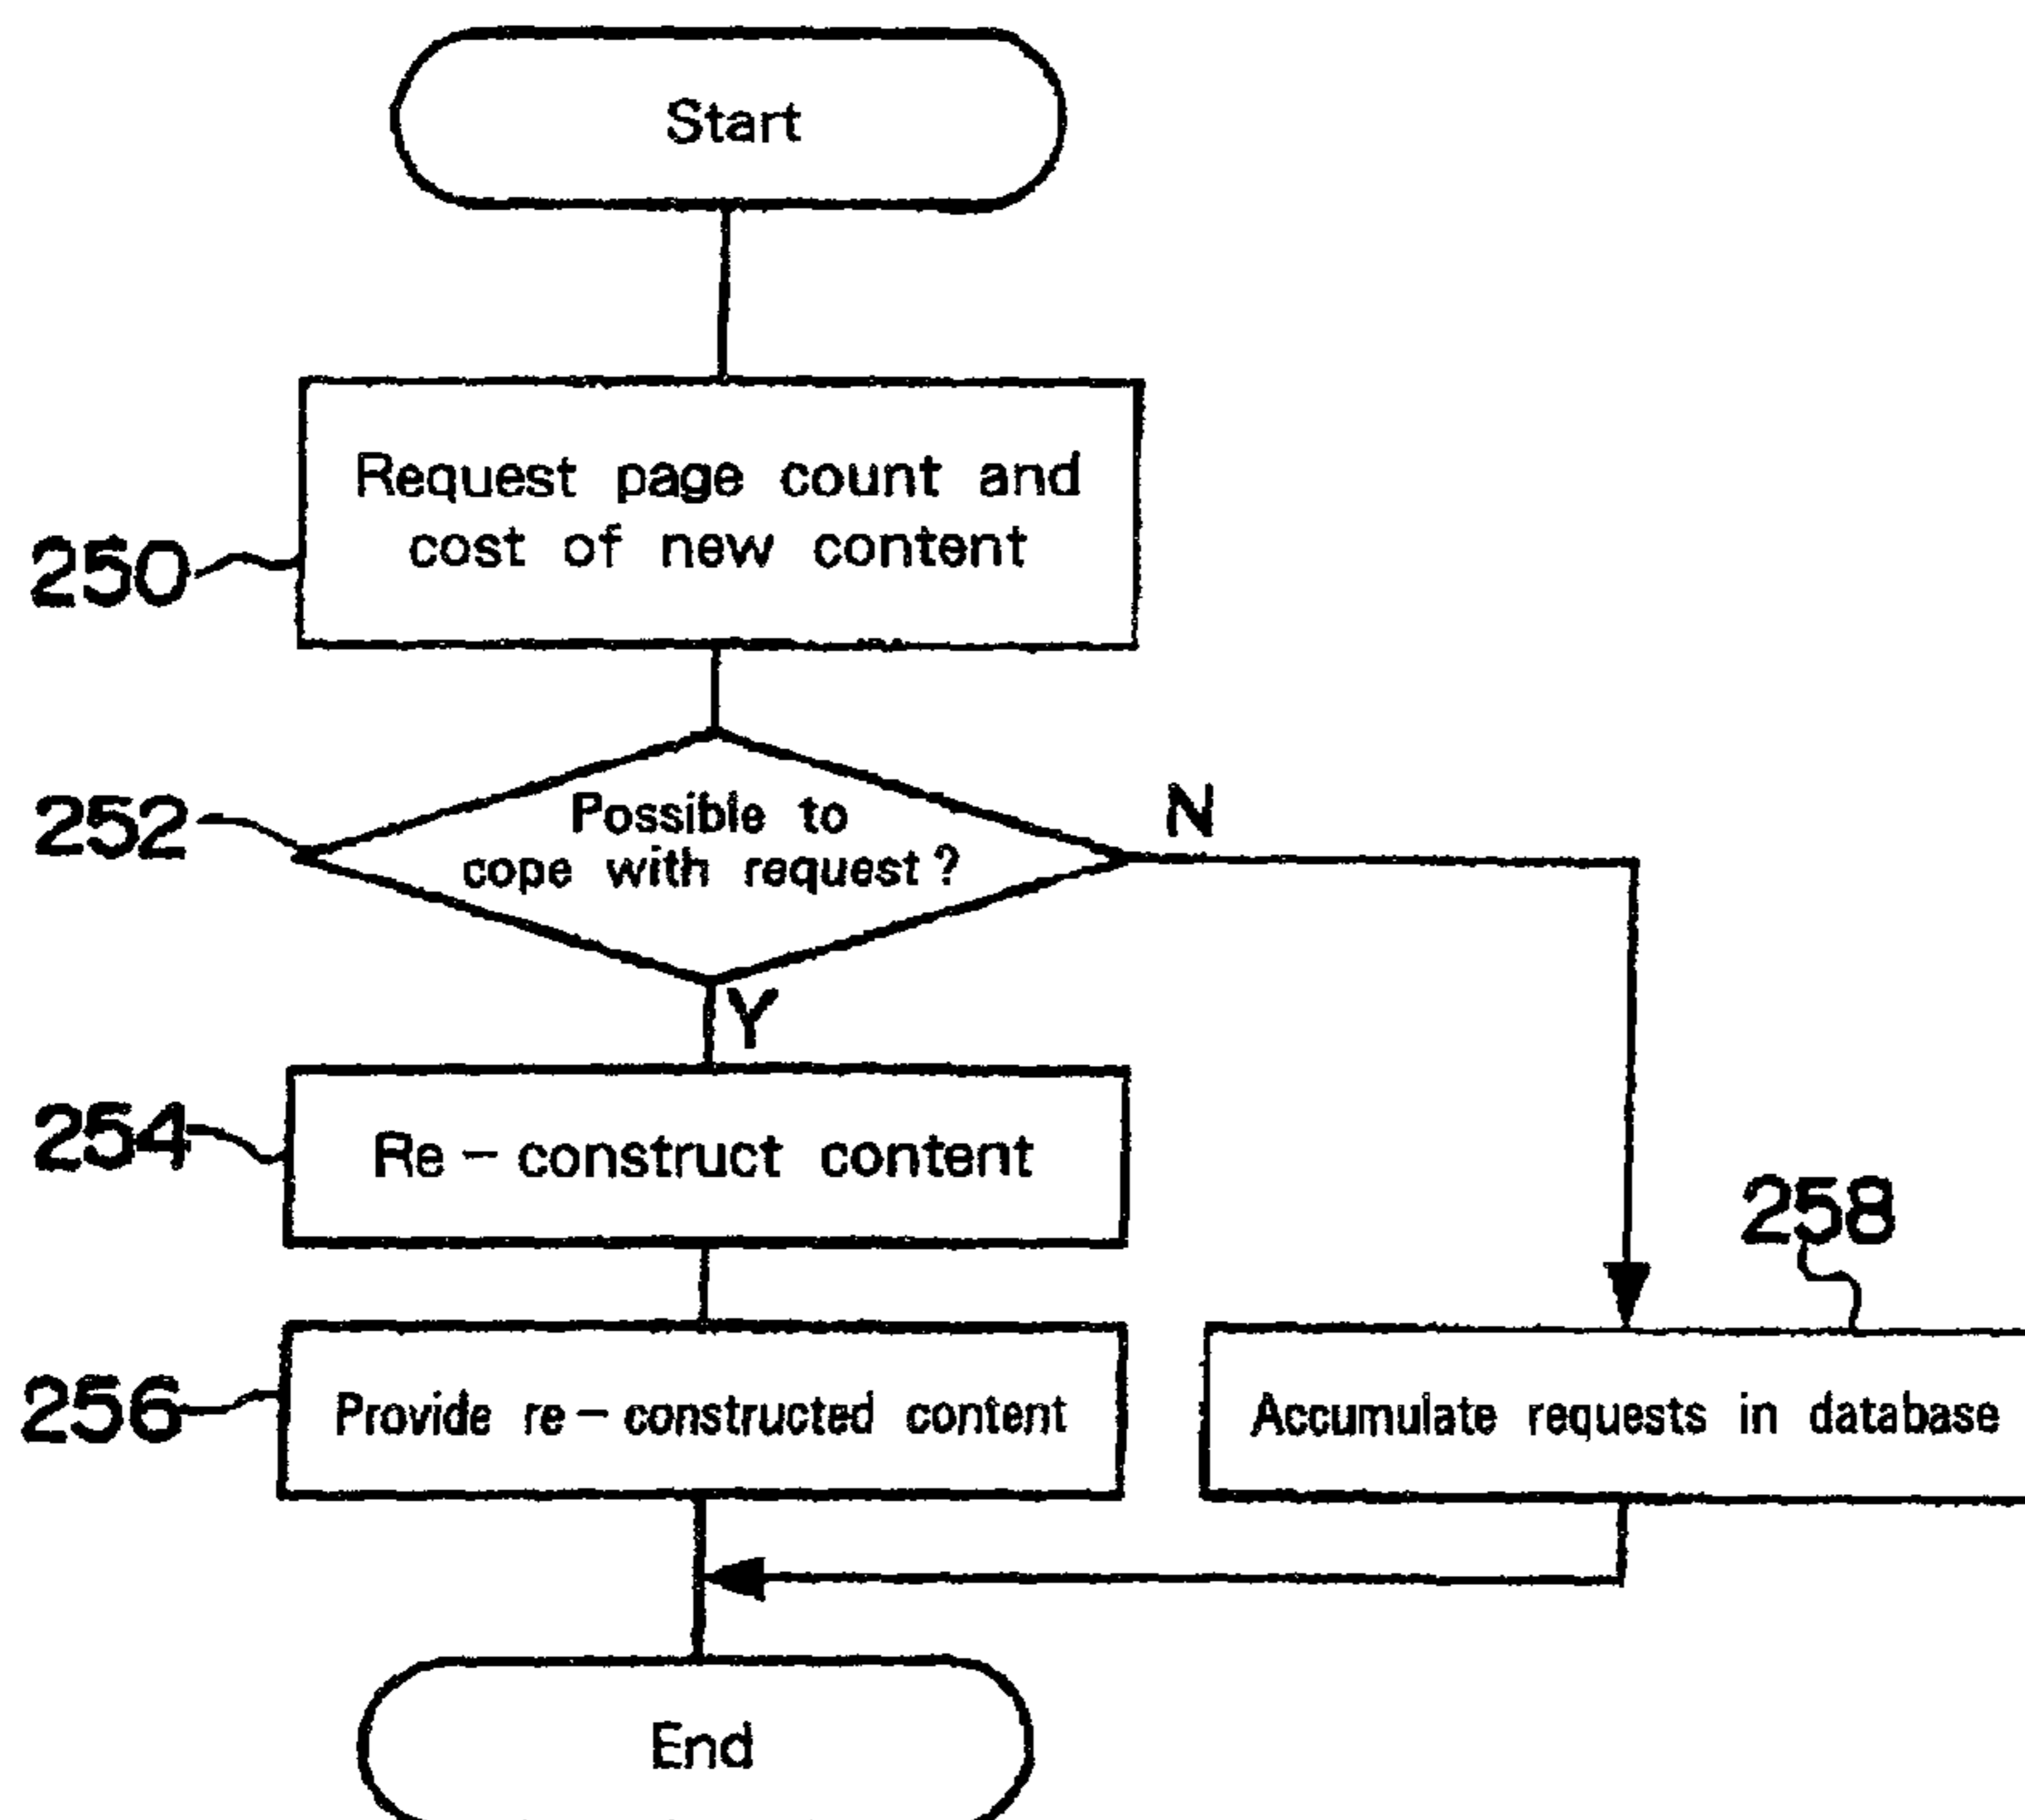 Start
Request page count and
cost of new content
250
Possible to
cope with request?
252
N
Y
254
Re-construct content
258
256
Provide re-constructed content
Accumulate requests in database
End